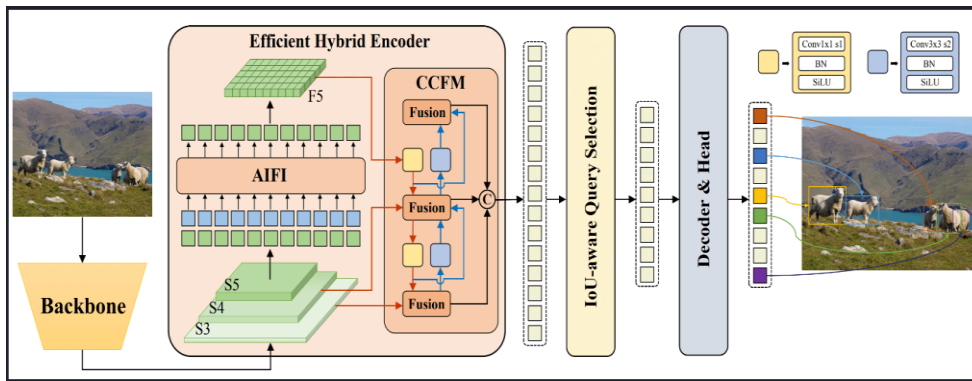 Efficient Hybrid Encoder
F5
CCFM
Fusion
AIFI
Fusion
C
Fusion
S5
S4
S3
Backbone
IoU-aware Query Selection
Decoder & Head
Conv1x1 s1
BN
SiLU
Conv3x3 s2
BN
SiLU